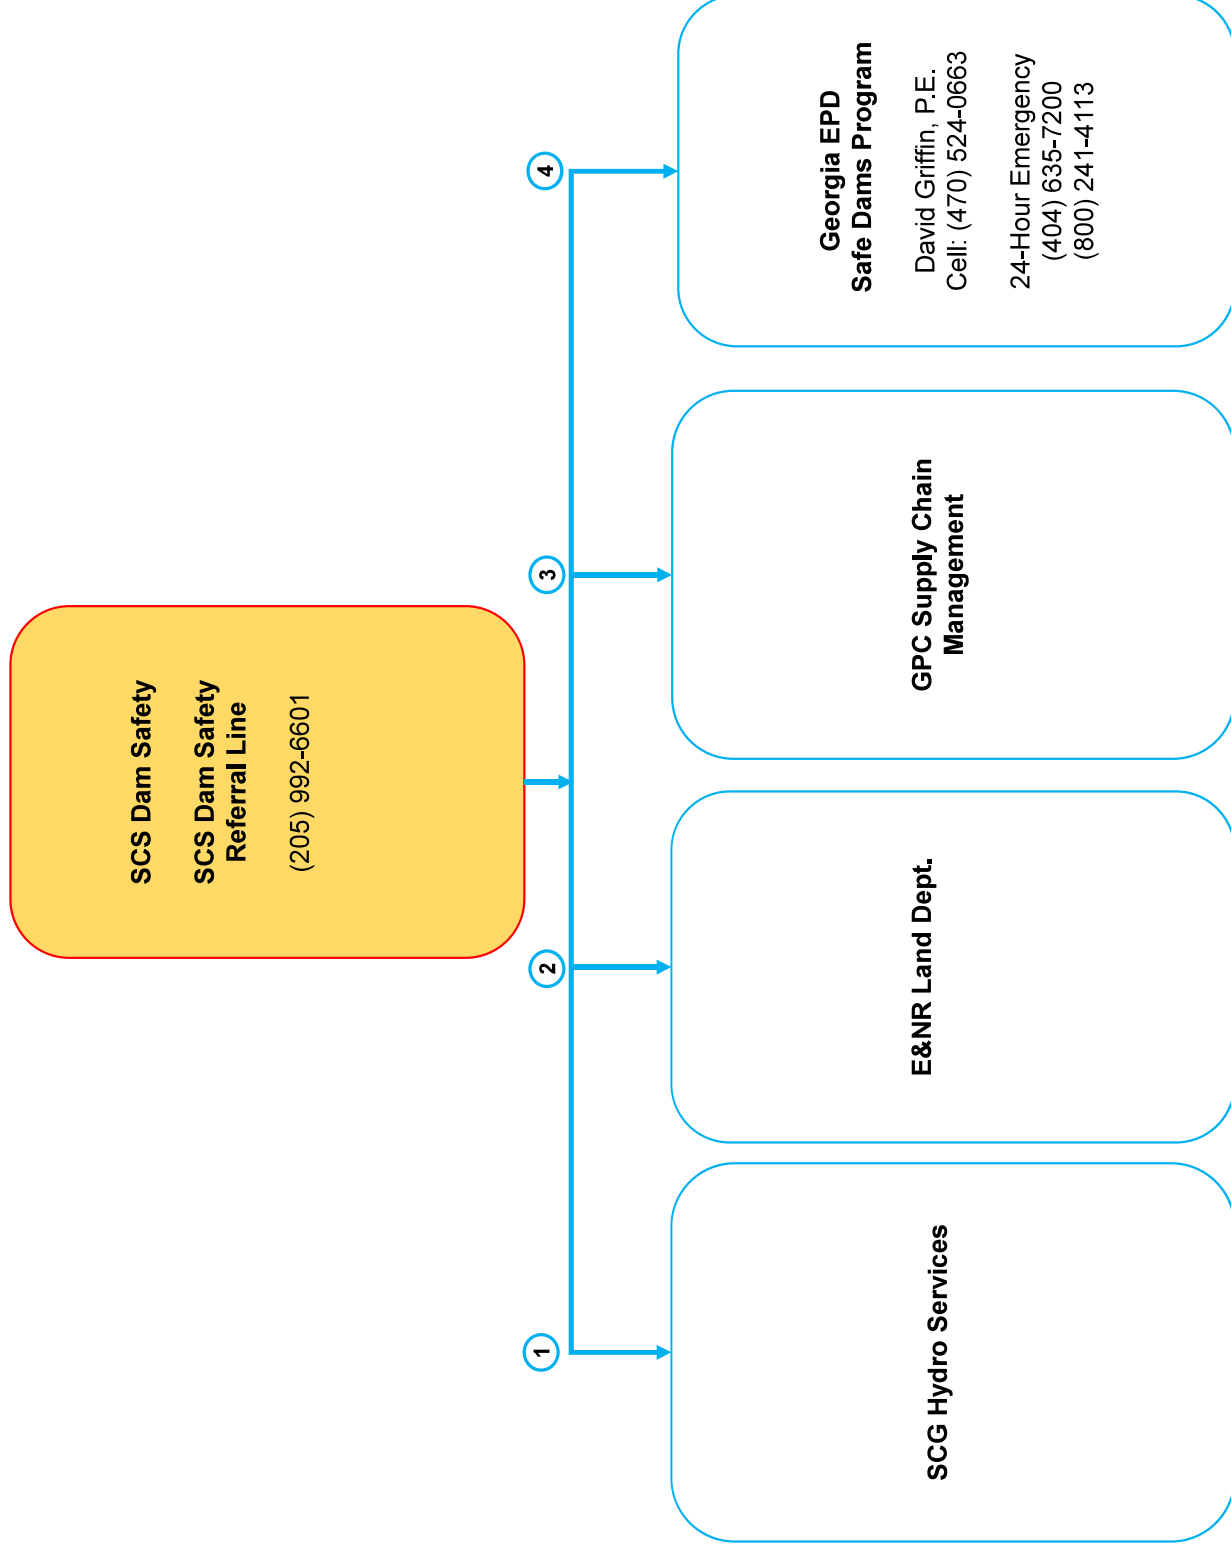 SCS Dam Safety
SCS Dam Safety
Referral Line
(205) 992-6601
1
2
3
4
SCG Hydro Services
E&NR Land Dept.
GPC Supply Chain
Management
Georgia EPD
Safe Dams Program
David Griffin, P.E.
Cell: (470) 524-0663
24-Hour Emergency
(404) 635-7200
(800) 241-4113